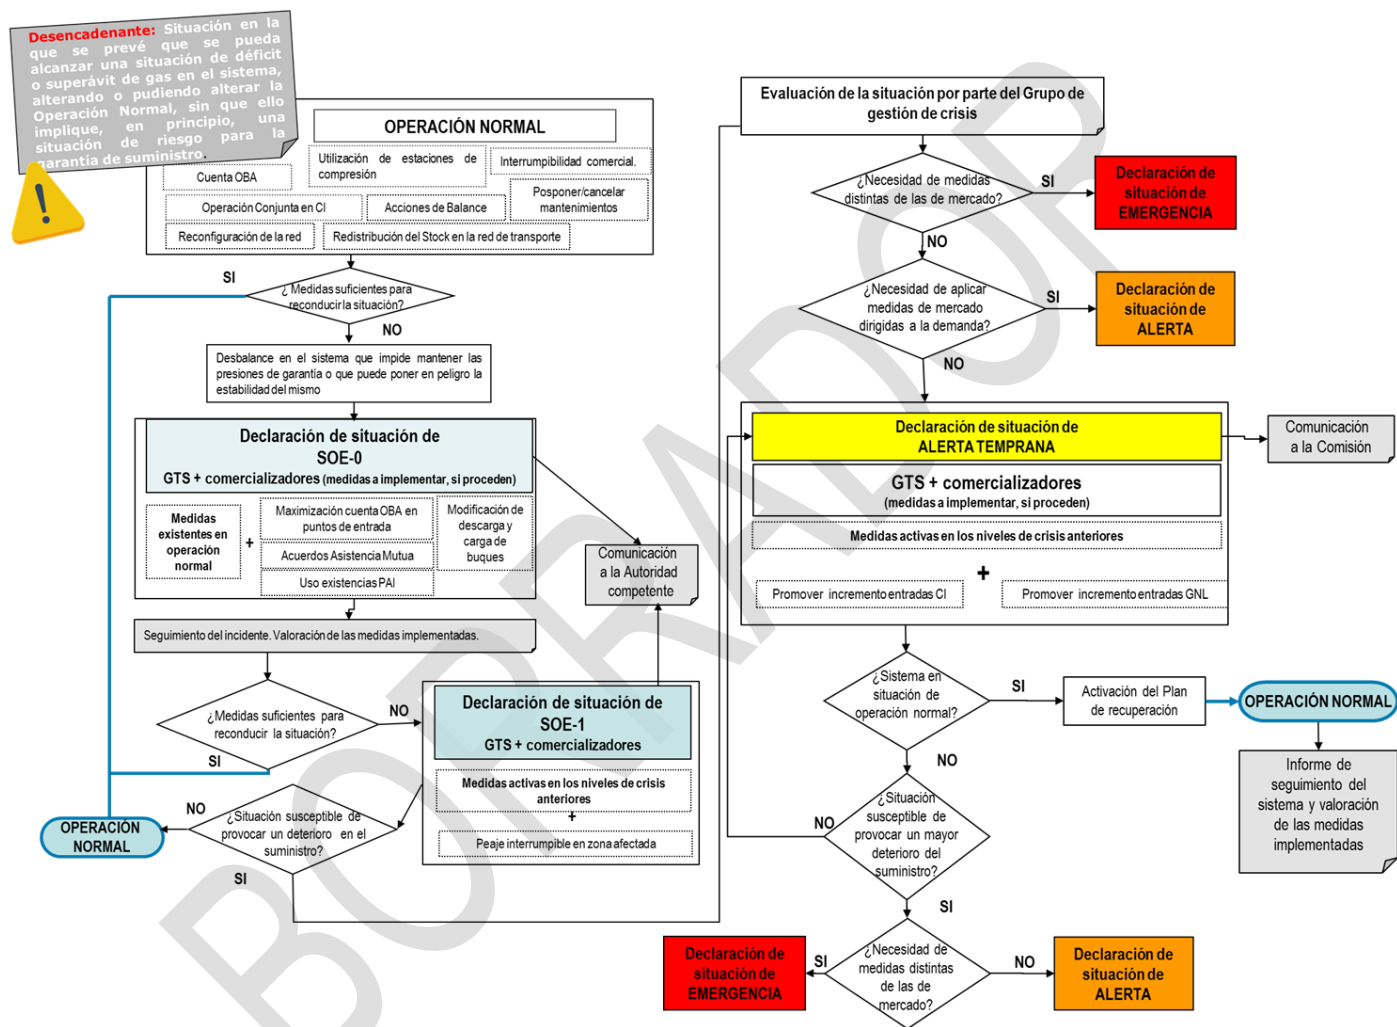 Desencadenante: Situación en la
que se prevé que se pueda
alcanzar una situación de déficit
o superávit de gas en el sistema,
alterando o pudiendo alterar la
Operación Normal, sin que ello
implique, en principio, una
situación de riesgo para la
garantía de suministro.
OPERACIÓN NORMAL
Cuenta OBA
Utilización de estaciones de
compresión
Interrumpibilidad comercial.
Operación Conjunta en CI
Acciones de Balance
Posponer/cancelar
mantenimientos
Reconfiguración de la red
Redistribución del Stock en la red de transporte
SI
¿ Medidas suficientes para
reconducir la situación?
NO
Desbalance en el sistema que impide mantener las
presiones de garantía o que puede poner en peligro la
estabilidad del mismo
Declaración de situación de
SOE-0
GTS + comercializadores (medidas a implementar, si proceden)
Medidas
existentes en
operación
normal
+
Maximización cuenta OBA en
puntos de entrada
Acuerdos Asistencia Mutua
Uso existencias PAI
Modificación de
descarga y
carga de
buques
Comunicación
a la Autoridad
competente
Seguimiento del incidente. Valoración de las medidas implementadas.
¿Medidas suficientes para
reconducir la situación?
NO
SI
Declaración de situación de
SOE-1
GTS + comercializadores
Medidas activas en los niveles de crisis
anteriores
+
Peaje interrumpible en zona afectada
¿Situación susceptible de
provocar un deterioro en el
suministro?
NO
SI
OPERACIÓN
NORMAL
Evaluación de la situación por parte del Grupo de
gestión de crisis
¿Necesidad de medidas
distintas de las de mercado?
SI
Declaración de
situación de
EMERGENCIA
NO
¿Necesidad de aplicar
medidas de mercado
dirigidas a la demanda?
SI
Declaración de
situación de
ALERTA
NO
Declaración de situación de
ALERTA TEMPRANA
Comunicación
a la Comisión
GTS + comercializadores
(medidas a implementar, si proceden)
Medidas activas en los niveles de crisis anteriores
+
Promover incremento entradas CI
Promover incremento entradas GNL
¿Sistema en
situación de
operación normal?
SI
Activación del Plan
de recuperación
OPERACIÓN NORMAL
Informe de
seguimiento del
sistema y valoración
de las medidas
implementadas
NO
¿Situación
susceptible de
provocar un mayor
deterioro del
suministro?
NO
SI
¿Necesidad de
medidas distintas
de las de
mercado?
SI
Declaración de
situación de
EMERGENCIA
NO
Declaración de
situación de
ALERTA
BORRADOR